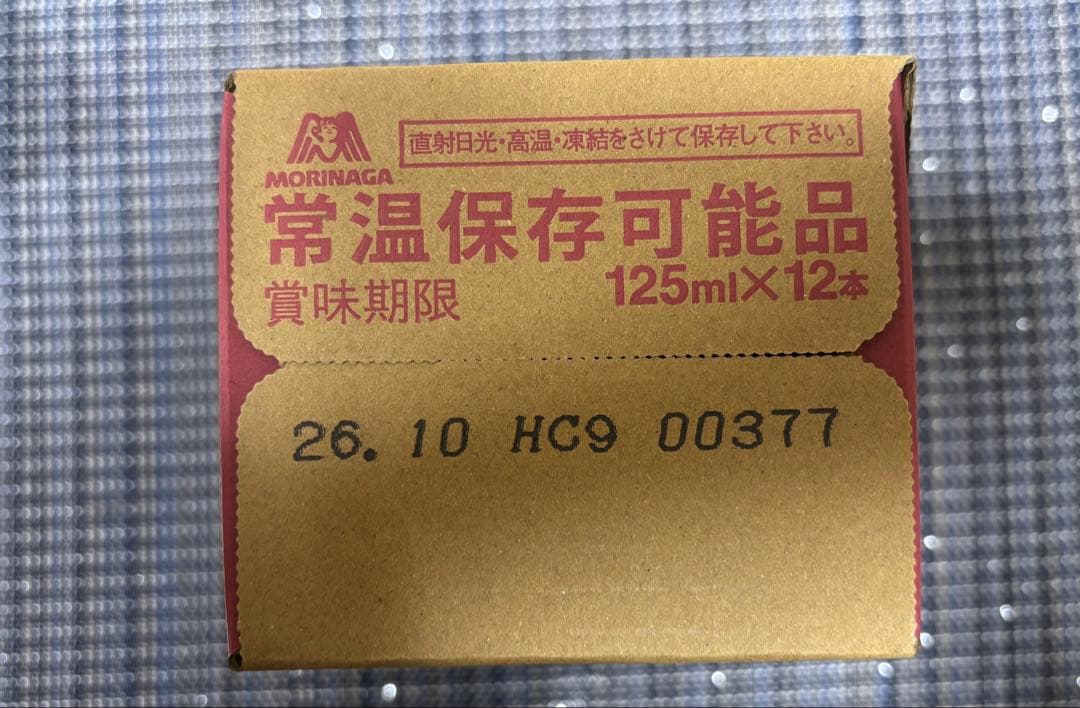 直射日光・高温・凍結をさけて保存して下さい。
MORINAGA
常温保存可能品
賞味期限 125ml×12本
26.10 HC9 00377